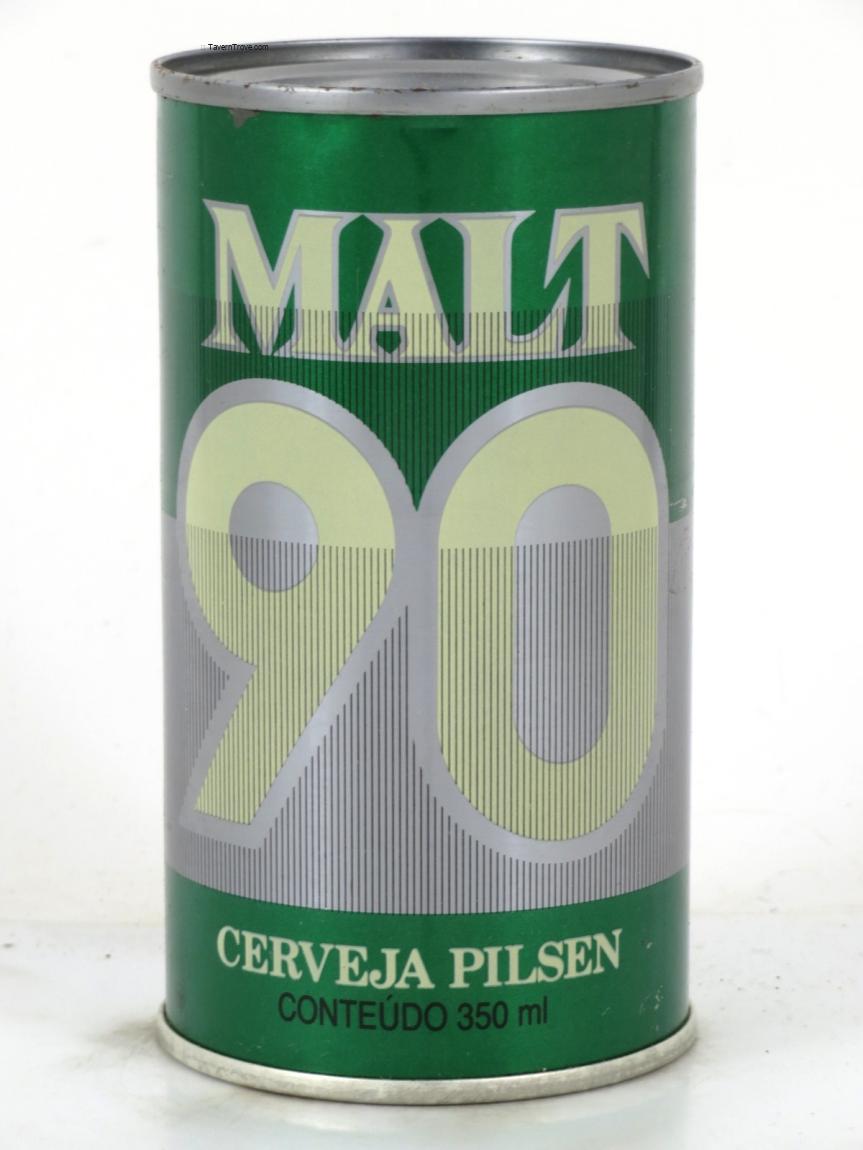 TavernTrove.com
MALT
90
CERVEJA PILSEN
CONTEÚDO 350 ml